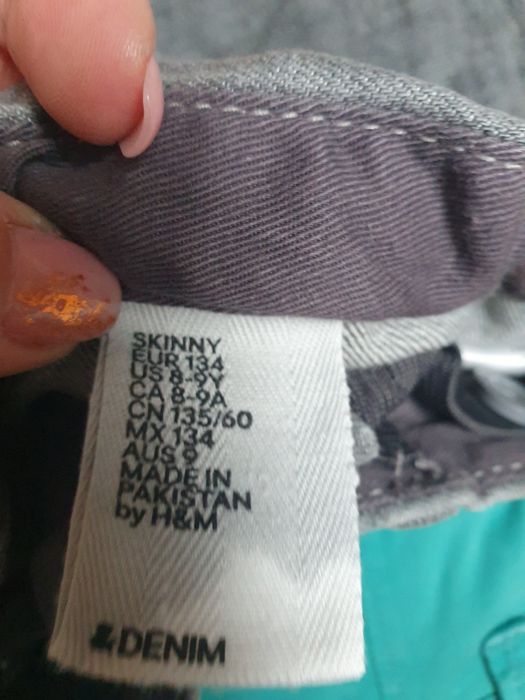 SKINNY
EUR 134
US 8-9Y
CA 8-9A
CN 135/60
MX 134
AUS 9
MADE IN
PAKISTAN
by H&M
&DENIM